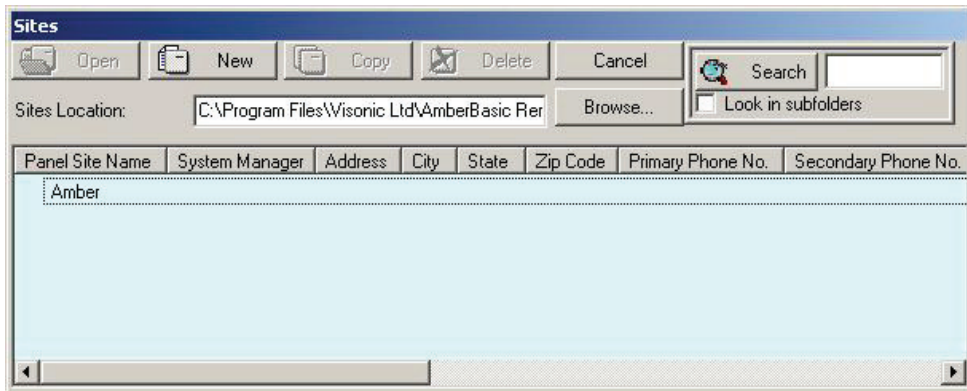 Sites
Open New Copy Delete Cancel Search
Sites Location: C:\Program Files\Visonic Ltd\AmberBasic Rer Browse... Look in subfolders
Panel Site Name System Manager Address City State Zip Code Primary Phone No. Secondary Phone No.
Amber